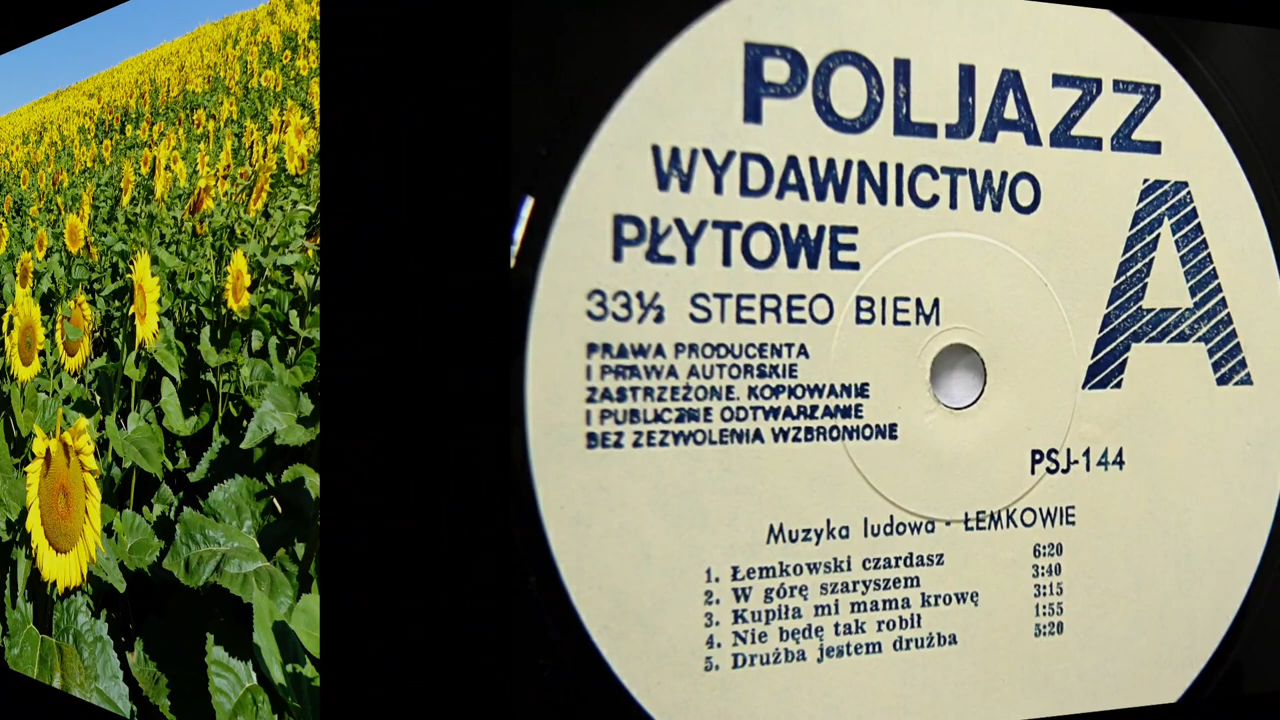 POLJAZZ
WYDAWNICTWO
PŁYTOWE
A
33⅓ STEREO BIEM
PRAWA PRODUCENTA
I PRAWA AUTORSKIE
ZASTRZEŻONE. KOPIOWANIE
I PUBLICZNE ODTWARZANIE
BEZ ZEZWOLENIA WZBRONIONE
PSJ-144
Muzyka ludowa - ŁEMKOWIE
1. Łemkowski czardasz 6:20
2. W górę szaryszem 3:40
3. Kupiła mi mama krowę 3:15
4. Nie będę tak robił 1:55
5. Drużba jestem drużba 5:20